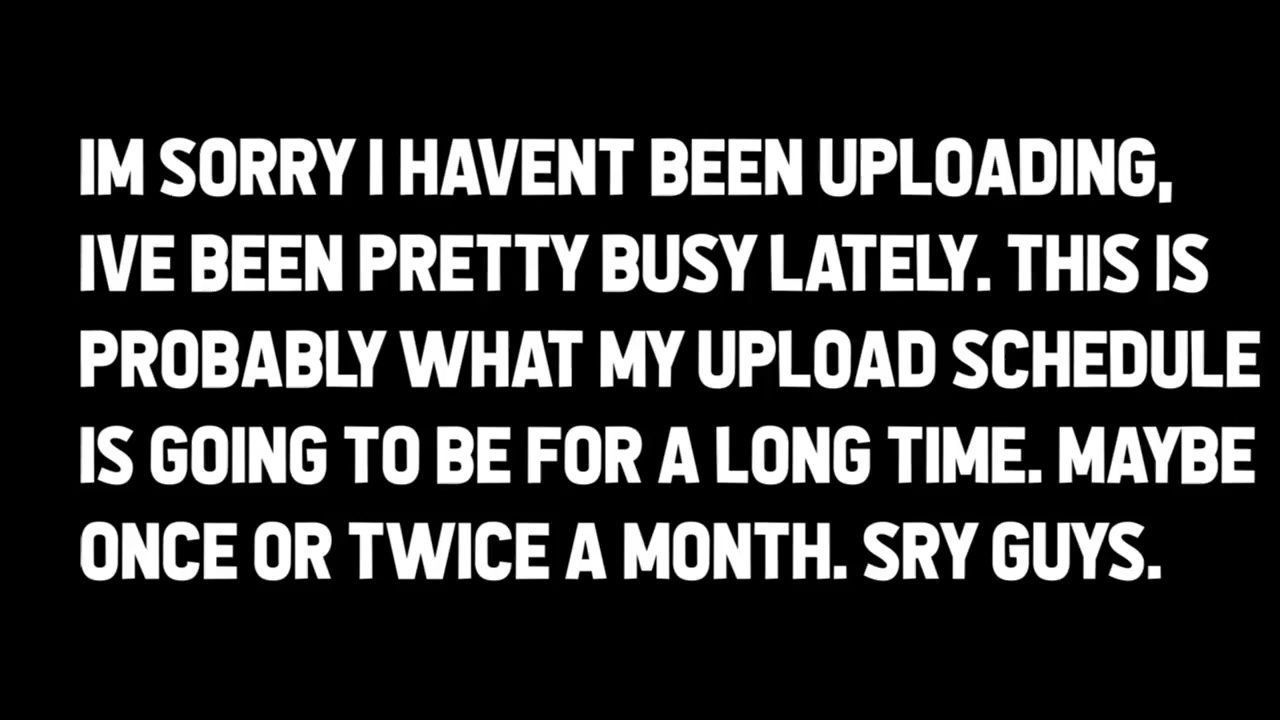 IM SORRY I HAVENT BEEN UPLOADING,
IVE BEEN PRETTY BUSY LATELY. THIS IS
PROBABLY WHAT MY UPLOAD SCHEDULE
IS GOING TO BE FOR A LONG TIME. MAYBE
ONCE OR TWICE A MONTH. SRY GUYS.